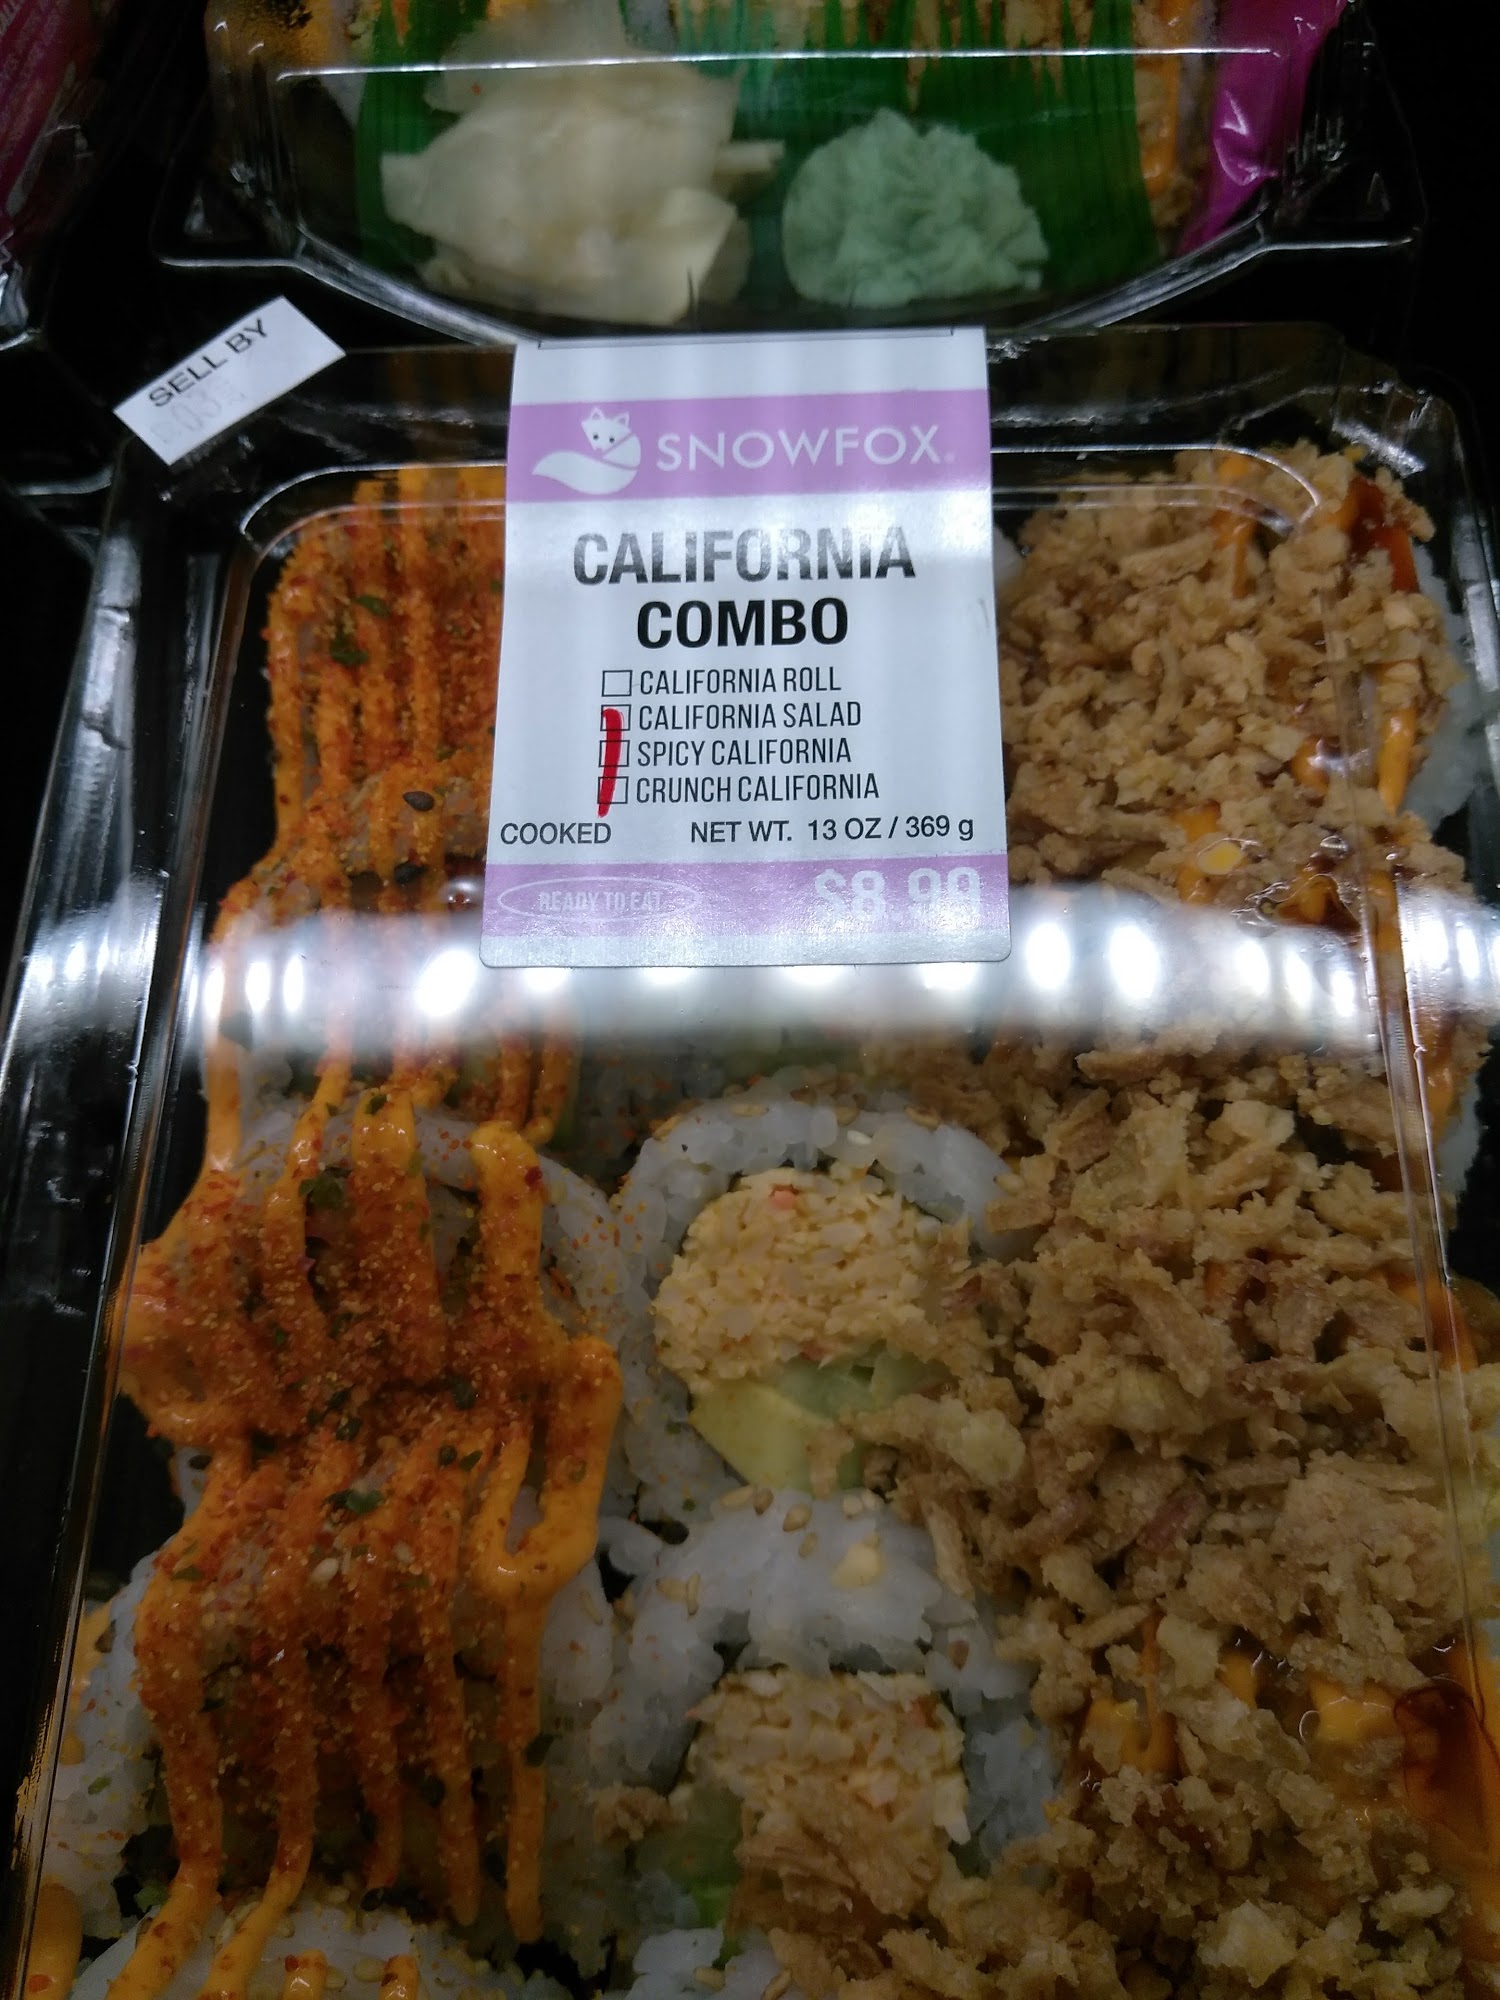 SELL BY
SNOWFOX
CALIFORNIA
COMBO
CALIFORNIA ROLL
CALIFORNIA SALAD
SPICY CALIFORNIA
CRUNCH CALIFORNIA
COOKED NET WT. 13 OZ / 369 g
READY TO EAT $8.99